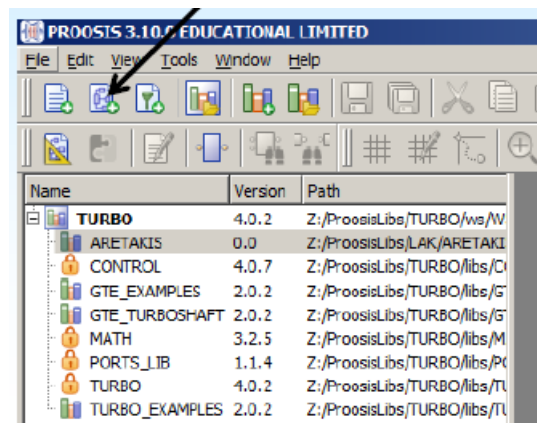 PROOSIS 3.10.0 EDUCATIONAL LIMITED
File Edit View Tools Window Help
Name Version Path
TURBO 4.0.2 Z:/ProosisLibs/TURBO/ws/W
ARETAKIS 0.0 Z:/ProosisLibs/LAK/ARETAKI
CONTROL 4.0.7 Z:/ProosisLibs/TURBO/libs/C
GTE_EXAMPLES 2.0.2 Z:/ProosisLibs/TURBO/libs/G
GTE_TURBOSHAFT 2.0.2 Z:/ProosisLibs/TURBO/libs/G
MATH 3.2.5 Z:/ProosisLibs/TURBO/libs/M
PORTS_LIB 1.1.4 Z:/ProosisLibs/TURBO/libs/P
TURBO 4.0.2 Z:/ProosisLibs/TURBO/libs/TU
TURBO_EXAMPLES 2.0.2 Z:/ProosisLibs/TURBO/libs/TU